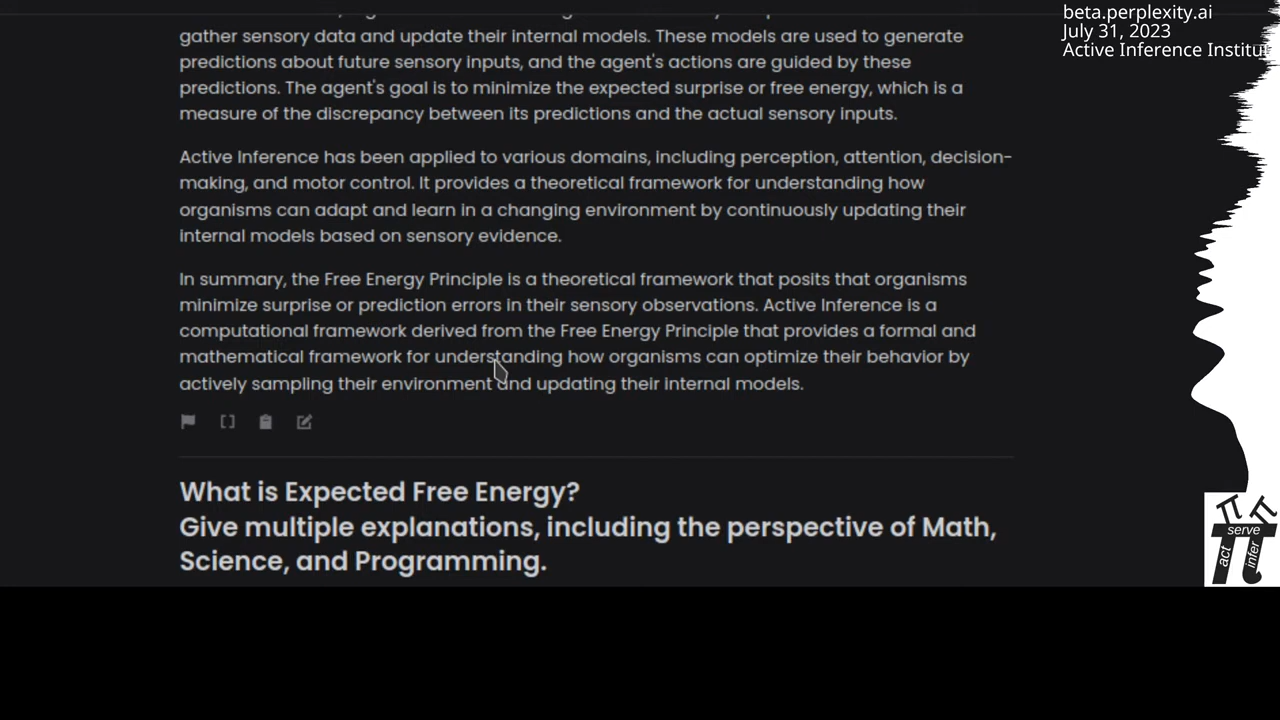 gather sensory data and update their internal models. These models are used to generate
predictions about future sensory inputs, and the agent's actions are guided by these
predictions. The agent's goal is to minimize the expected surprise or free energy, which is a
measure of the discrepancy between its predictions and the actual sensory inputs.
Active Inference has been applied to various domains, including perception, attention, decision-
making, and motor control. It provides a theoretical framework for understanding how
organisms can adapt and learn in a changing environment by continuously updating their
internal models based on sensory evidence.
In summary, the Free Energy Principle is a theoretical framework that posits that organisms
minimize surprise or prediction errors in their sensory observations. Active Inference is a
computational framework derived from the Free Energy Principle that provides a formal and
mathematical framework for understanding how organisms can optimize their behavior by
actively sampling their environment and updating their internal models.
What is Expected Free Energy?
Give multiple explanations, including the perspective of Math,
Science, and Programming.
beta.perplexity.ai
July 31, 2023
Active Inference
serve
act
infer